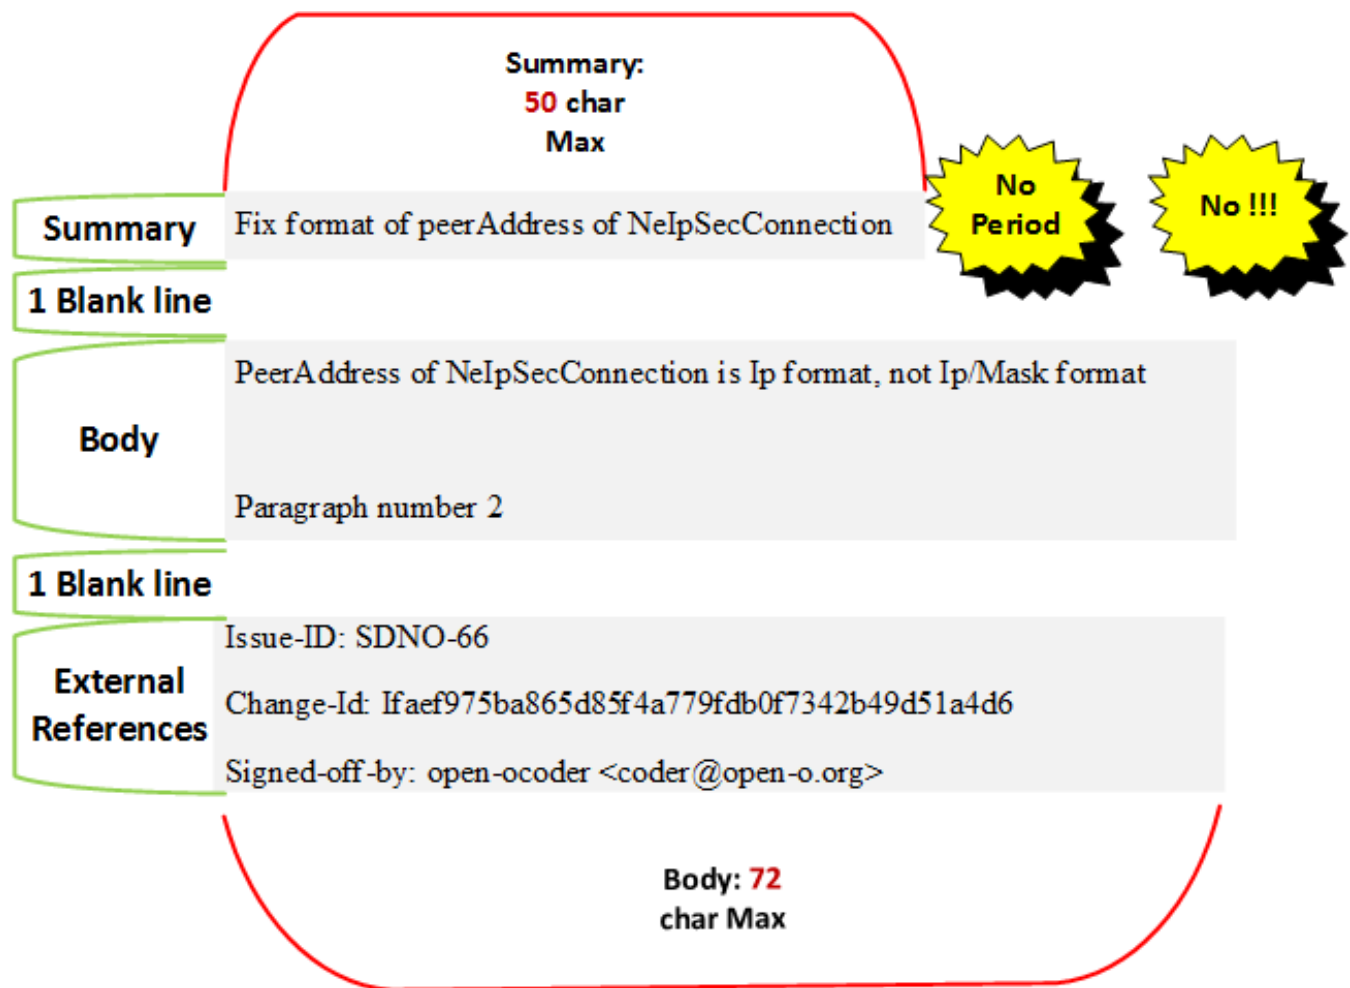 Summary:
50 char
Max
No
Period
No !!!
Summary
Fix format of peerAddress of NeIpSecConnection
1 Blank line
Body
PeerAddress of NeIpSecConnection is Ip format, not Ip/Mask format
Paragraph number 2
1 Blank line
External
References
Issue-ID: SDNO-66
Change-Id: Ifaef975ba865d85f4a779fdb0f7342b49d51a4d6
Signed-off-by: open-ocoder <coder@open-o.org>
Body: 72
char Max